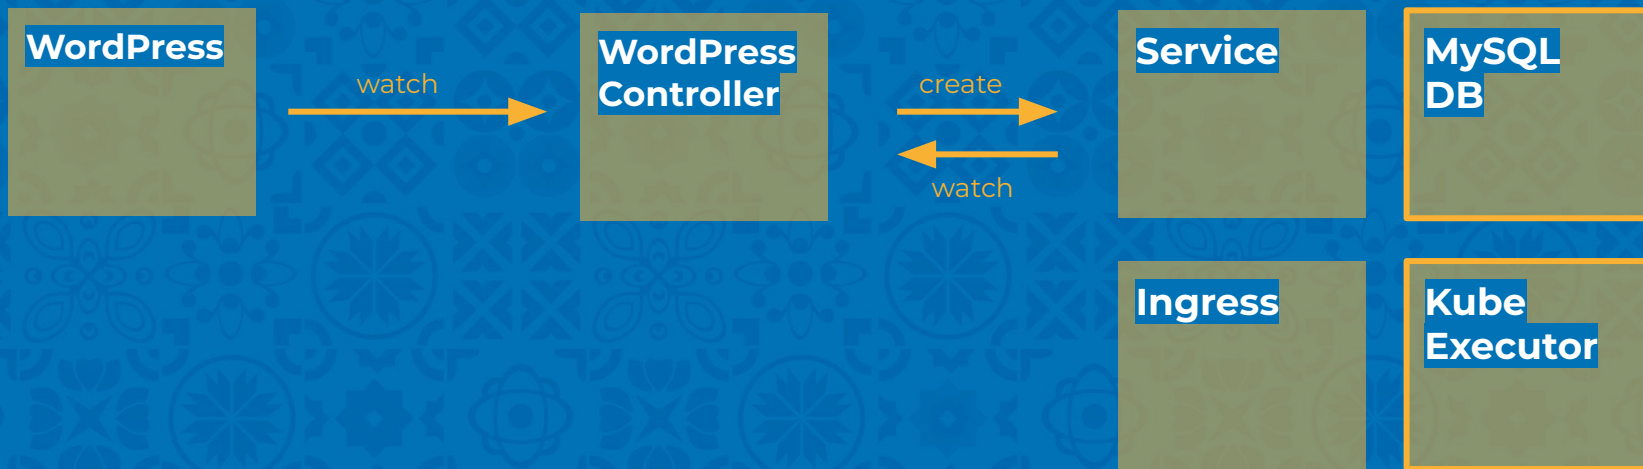 WordPress
watch
WordPress
Controller
create
watch
Service
MySQL
DB
Ingress
Kube
Executor